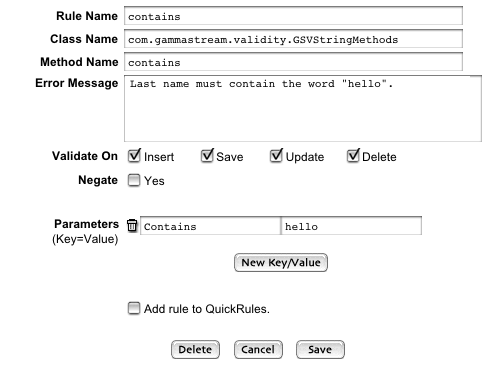 Rule Name contains
Class Name com.gammastream.validity.GSVStringMethods
Method Name contains
Error Message Last name must contain the word "hello".
Validate On Insert Save Update Delete
Negate Yes
Parameters Contains hello
(Key=Value)
New Key/Value
Add rule to QuickRules.
Delete Cancel Save